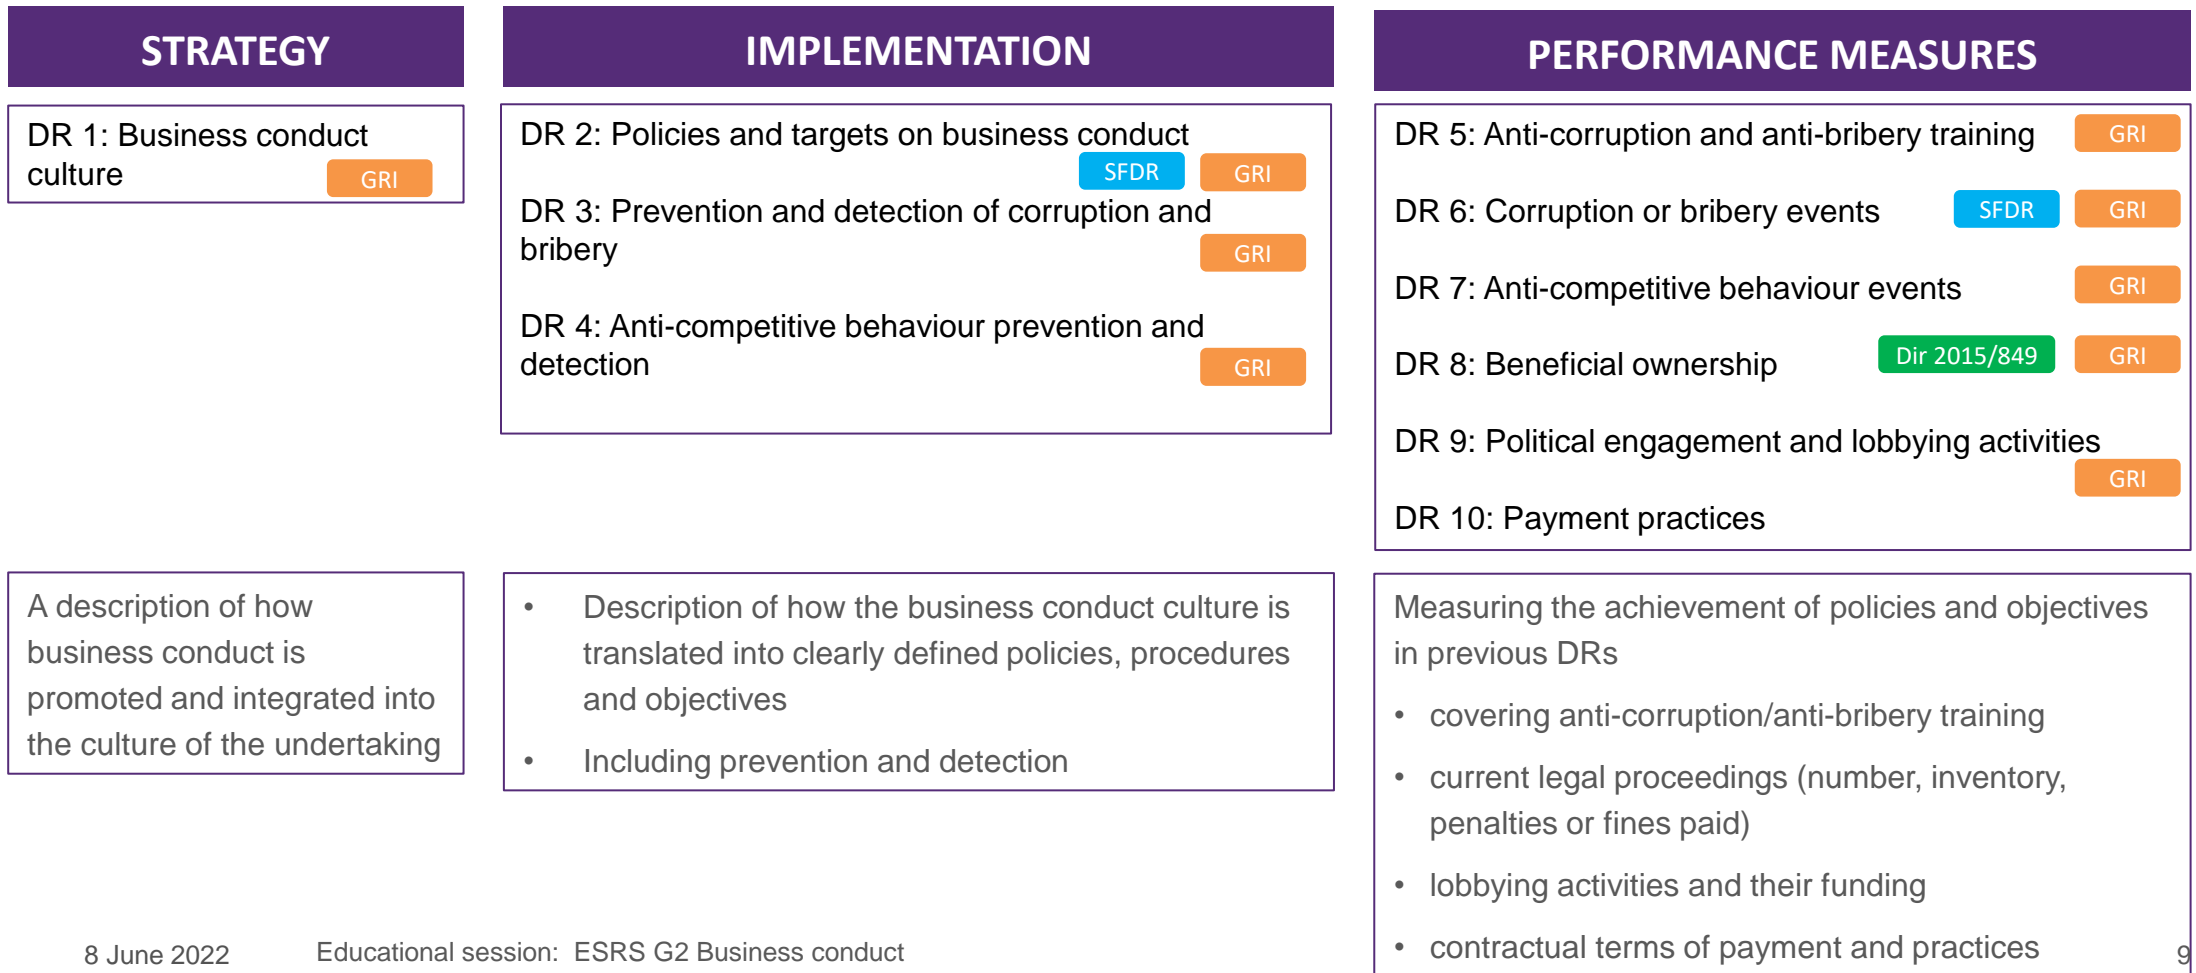 STRATEGY
DR 1: Business conduct
culture
GRI
A description of how
business conduct is
promoted and integrated into
the culture of the undertaking
IMPLEMENTATION
DR 2: Policies and targets on business conduct
SFDR GRI
DR 3: Prevention and detection of corruption and
bribery
GRI
DR 4: Anti-competitive behaviour prevention and
detection
GRI
• Description of how the business conduct culture is
translated into clearly defined policies, procedures
and objectives
• Including prevention and detection
PERFORMANCE MEASURES
DR 5: Anti-corruption and anti-bribery training GRI
DR 6: Corruption or bribery events SFDR GRI
DR 7: Anti-competitive behaviour events GRI
DR 8: Beneficial ownership Dir 2015/849 GRI
DR 9: Political engagement and lobbying activities
GRI
DR 10: Payment practices
Measuring the achievement of policies and objectives
in previous DRs
• covering anti-corruption/anti-bribery training
• current legal proceedings (number, inventory,
penalties or fines paid)
• lobbying activities and their funding
• contractual terms of payment and practices
8 June 2022 Educational session: ESRS G2 Business conduct 9